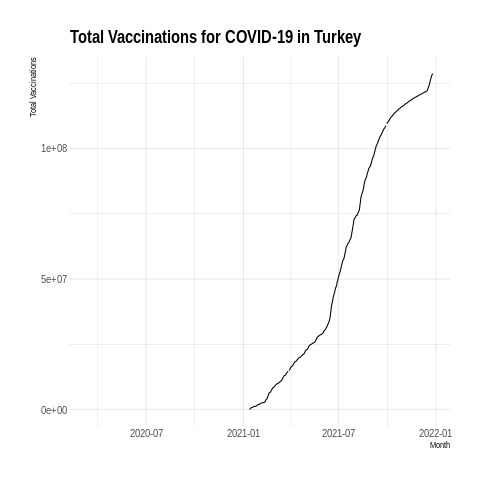 Total Vaccinations for COVID-19 in Turkey
Total Vaccinations
1e+08
5e+07
0e+00
2020-07 2021-01 2021-07 2022-01
Month